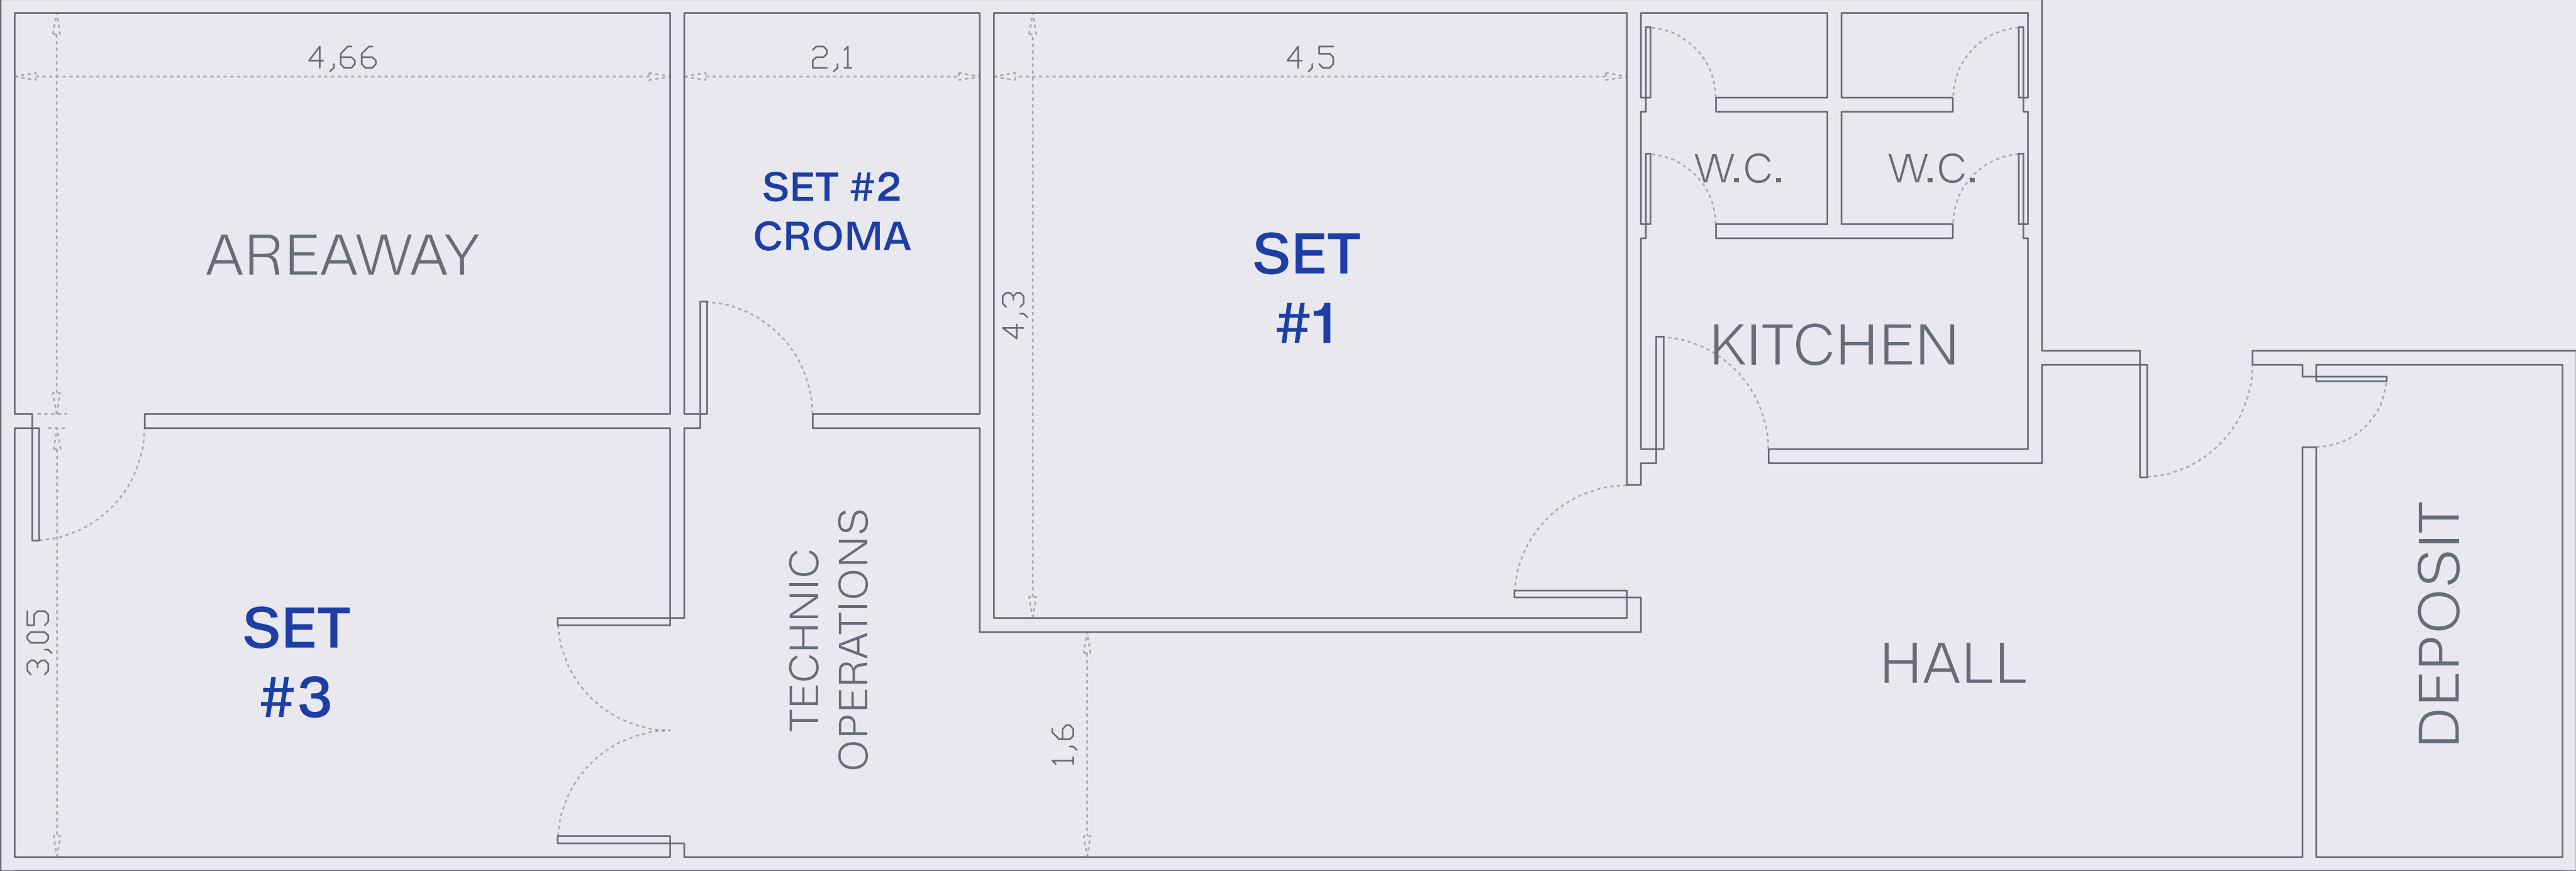 4,66
2,1
4,5
SET #2
CROMA
W.C.
W.C.
AREAWAY
SET
#1
4,3
KITCHEN
SET
#3
3,05
TECHNIC
OPERATIONS
1,6
HALL
DEPOSIT